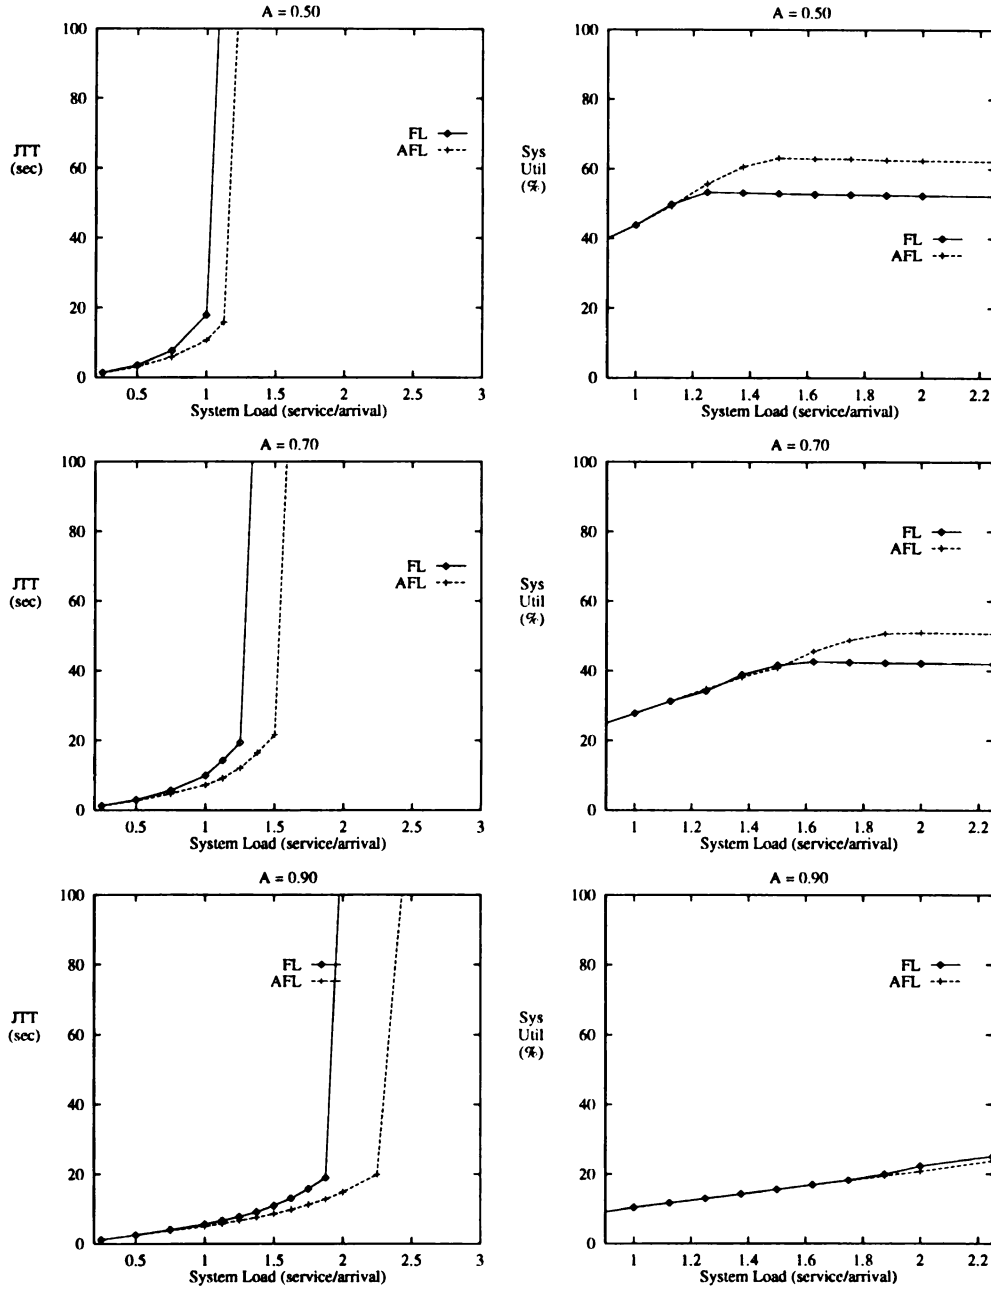 A = 0.50
100
80
60
40
20
0
JTT
(sec)
FL
AFL
0.5 1 1.5 2 2.5 3
System Load (service/arrival)
A = 0.50
100
80
60
40
20
0
Sys
Util
(%)
FL
AFL
1 1.2 1.4 1.6 1.8 2 2.2
System Load (service/arrival)
A = 0.70
100
80
60
40
20
0
JTT
(sec)
FL
AFL
0.5 1 1.5 2 2.5 3
System Load (service/arrival)
A = 0.70
100
80
60
40
20
0
Sys
Util
(%)
FL
AFL
1 1.2 1.4 1.6 1.8 2 2.2
System Load (service/arrival)
A = 0.90
100
80
60
40
20
0
JTT
(sec)
FL
AFL
0.5 1 1.5 2 2.5 3
System Load (service/arrival)
A = 0.90
100
80
60
40
20
0
Sys
Util
(%)
FL
AFL
1 1.2 1.4 1.6 1.8 2 2.2
System Load (service/arrival)